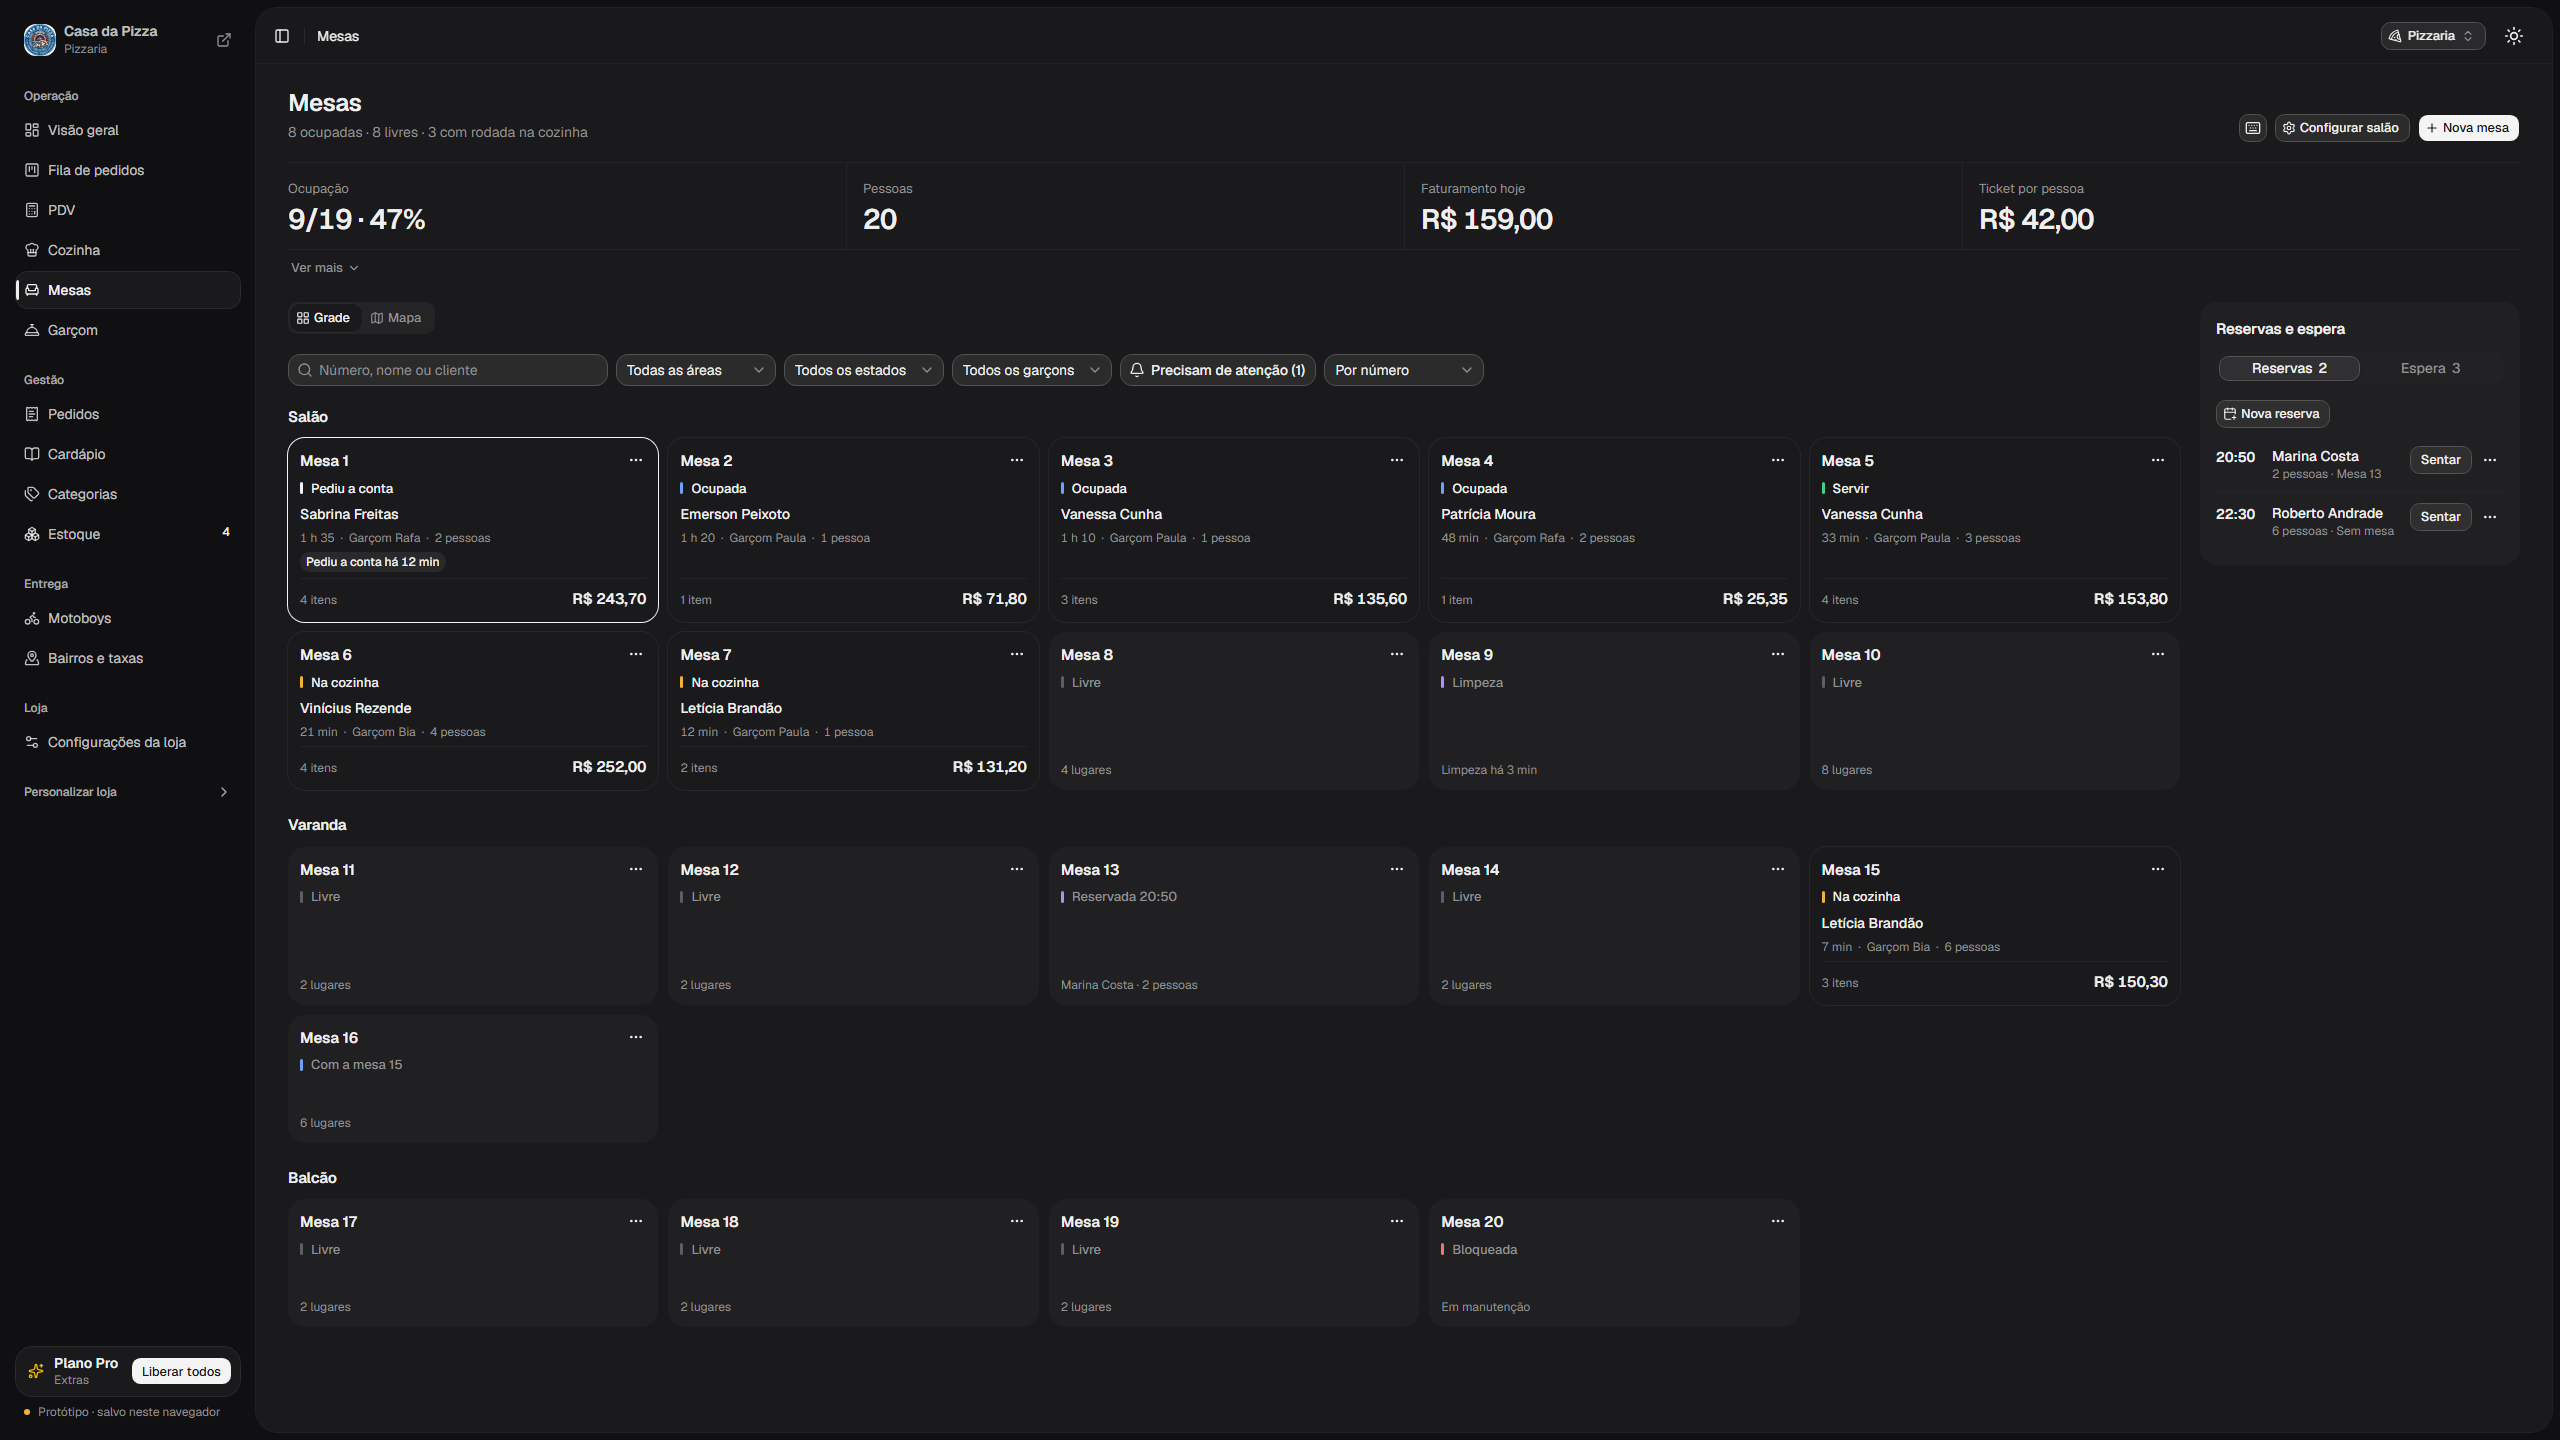 Casa da Pizza
Pizzaria
Operação
Visão geral
Fila de pedidos
PDV
Cozinha
Mesas
Garçom
Gestão
Pedidos
Cardápio
Categorias
Estoque 4
Entrega
Motoboys
Bairros e taxas
Loja
Configurações da loja
Personalizar loja
Plano Pro
Extras
Liberar todos
Protótipo · salvo neste navegador
Mesas
Pizzaria
Mesas
8 ocupadas · 8 livres · 3 com rodada na cozinha
Configurar salão
Nova mesa
Ocupação
9/19 · 47%
Pessoas
20
Faturamento hoje
R$ 159,00
Ticket por pessoa
R$ 42,00
Ver mais
Grade
Mapa
Número, nome ou cliente
Todas as áreas
Todos os estados
Todos os garçons
Precisam de atenção (1)
Por número
Salão
Mesa 1
Pediu a conta
Sabrina Freitas
1 h 35 · Garçom Rafa · 2 pessoas
Pediu a conta há 12 min
4 itens
R$ 243,70
Mesa 2
Ocupada
Emerson Peixoto
1 h 20 · Garçom Paula · 1 pessoa
1 item
R$ 71,80
Mesa 3
Ocupada
Vanessa Cunha
1 h 10 · Garçom Paula · 1 pessoa
3 itens
R$ 135,60
Mesa 4
Ocupada
Patrícia Moura
48 min · Garçom Rafa · 2 pessoas
1 item
R$ 25,35
Mesa 5
Servir
Vanessa Cunha
33 min · Garçom Paula · 3 pessoas
4 itens
R$ 153,80
Mesa 6
Na cozinha
Vinícius Rezende
21 min · Garçom Bia · 4 pessoas
4 itens
R$ 252,00
Mesa 7
Na cozinha
Letícia Brandão
12 min · Garçom Paula · 1 pessoa
2 itens
R$ 131,20
Mesa 8
Livre
4 lugares
Mesa 9
Limpeza
Limpeza há 3 min
Mesa 10
Livre
8 lugares
Varanda
Mesa 11
Livre
2 lugares
Mesa 12
Livre
2 lugares
Mesa 13
Reservada 20:50
Marina Costa · 2 pessoas
Mesa 14
Livre
2 lugares
Mesa 15
Na cozinha
Letícia Brandão
7 min · Garçom Bia · 6 pessoas
3 itens
R$ 150,30
Mesa 16
Com a mesa 15
6 lugares
Balcão
Mesa 17
Livre
2 lugares
Mesa 18
Livre
2 lugares
Mesa 19
Livre
2 lugares
Mesa 20
Bloqueada
Em manutenção
Reservas e espera
Reservas 2
Espera 3
Nova reserva
20:50
Marina Costa
2 pessoas · Mesa 13
Sentar
22:30
Roberto Andrade
6 pessoas · Sem mesa
Sentar